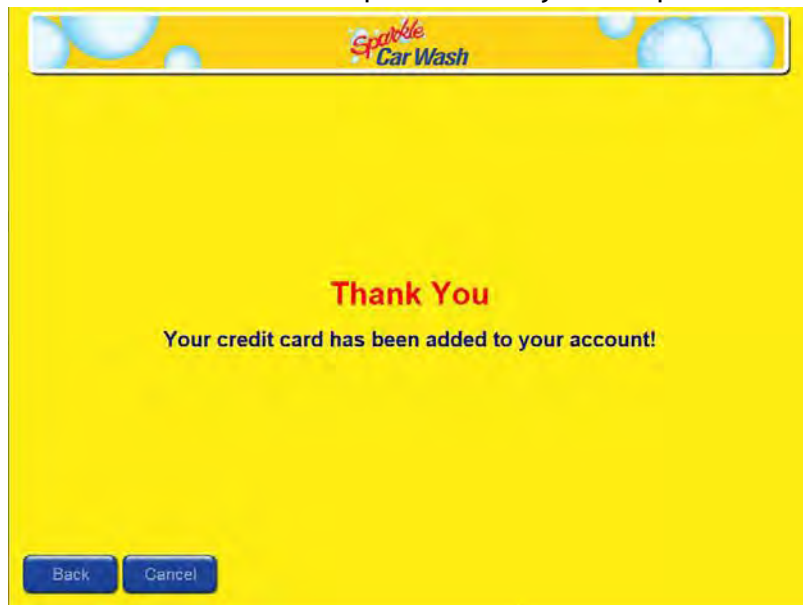 Sparkle
Car Wash
Thank You
Your credit card has been added to your account!
Back Cancel